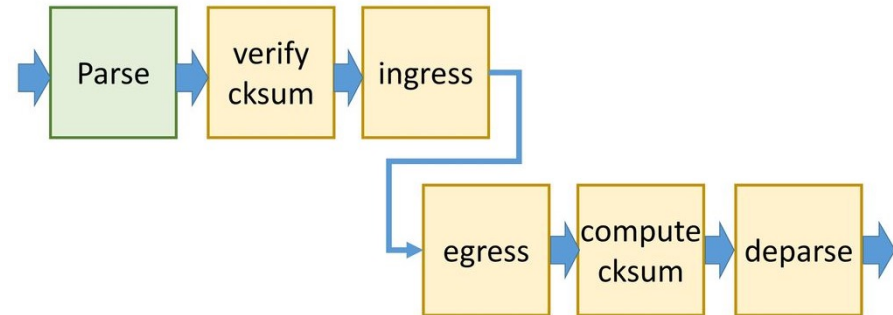 Parse
verify
cksum
ingress
egress
compute
cksum
deparse